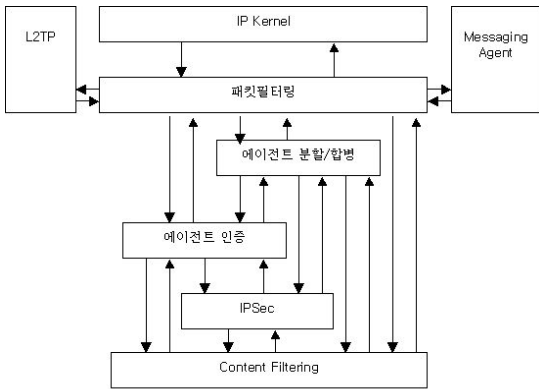 L2TP
IP Kernel
Messaging
Agent
패킷필터링
에이전트 분할/합병
에이전트 인증
IPSec
Content Filtering